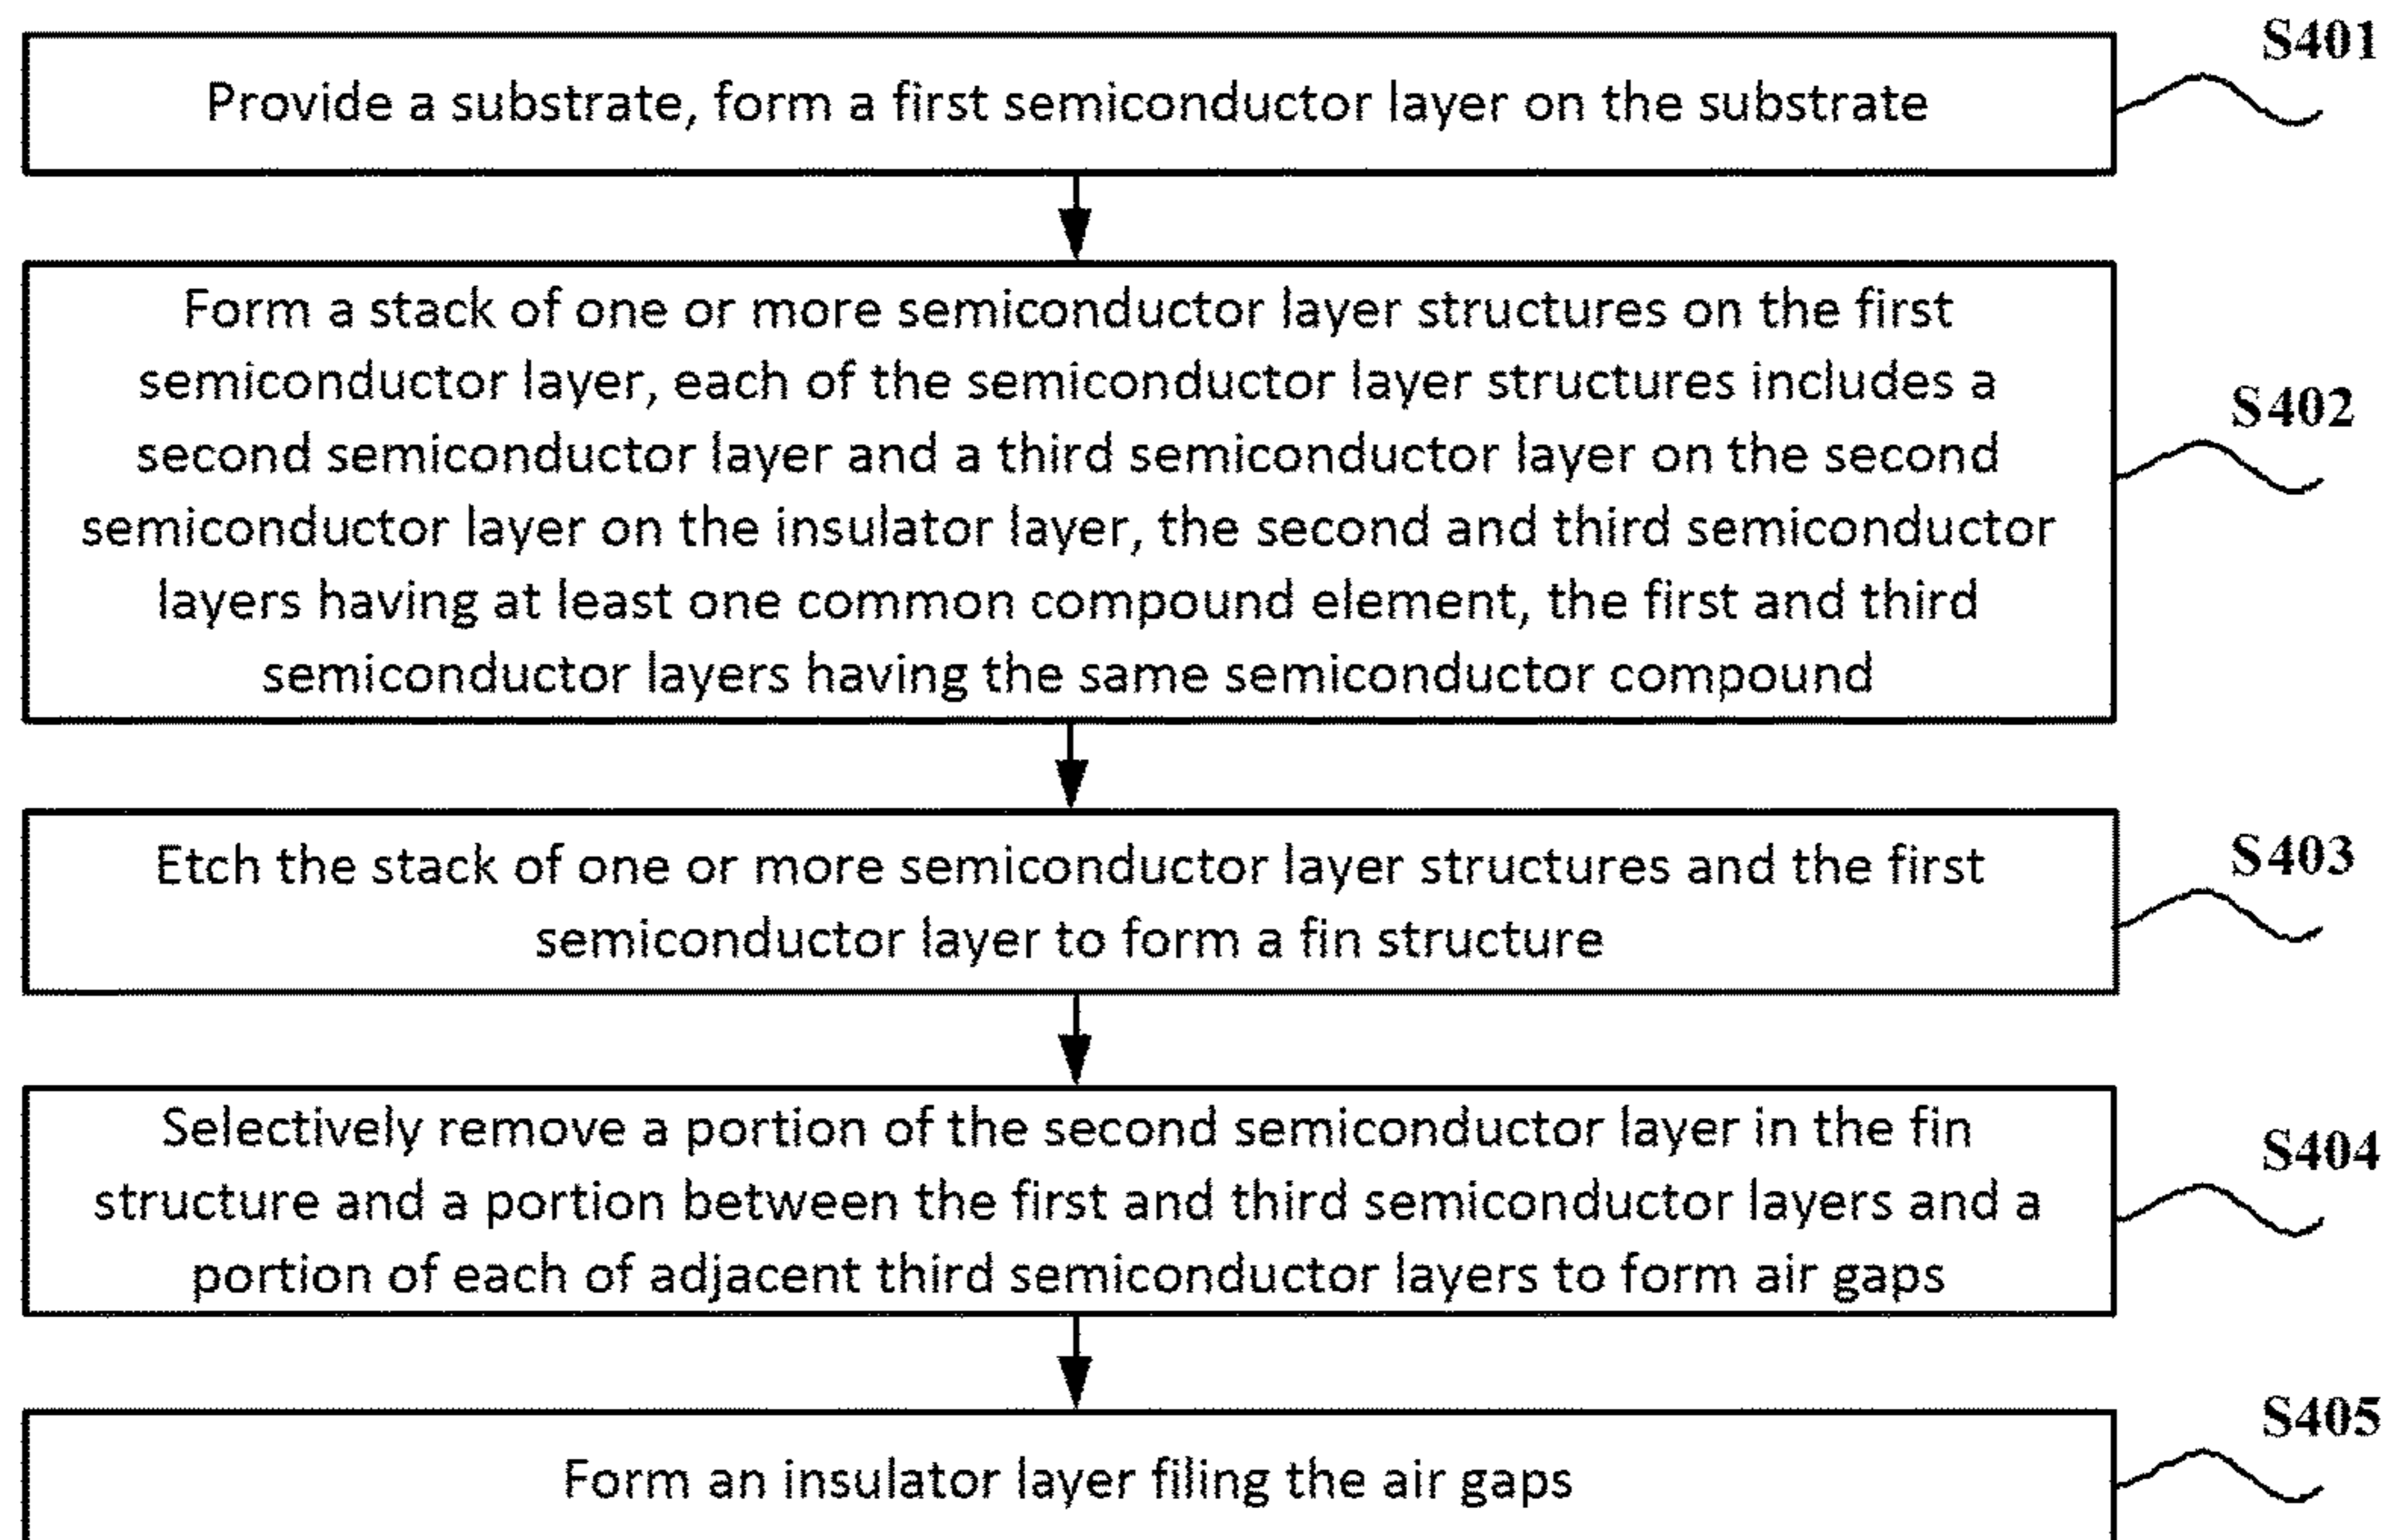 S401
Provide a substrate, form a first semiconductor layer on the substrate
Form a stack of one or more semiconductor layer structures on the first
semiconductor layer, each of the semiconductor layer structures includes a
S402
second semiconductor layer and a third semiconductor layer on the second
semiconductor layer on the insulator layer, the second and third semiconductor
layers having at least one common compound element, the first and third
semiconductor layers having the same semiconductor compound
S403
Etch the stack of one or more semiconductor layer structures and the first
semiconductor layer to form a fin structure
Selectively remove a portion of the second semiconductor layer in the fin
S404
structure and a portion between the first and third semiconductor layers and a
portion of each of adjacent third semiconductor layers to form air gaps
S405
Form an insulator layer filing the air gaps